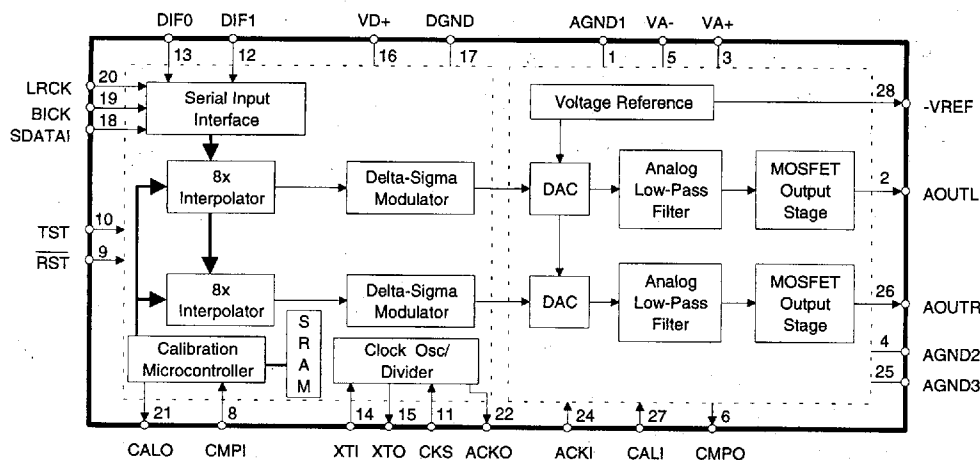 DIF0 DIF1 VD+ DGND AGND1 VA- VA+
13 12 16 17 1 5 3
LRCK 20
BICK 19
SDATAI 18
Serial Input
Interface
Voltage Reference
28 -VREF
8x
Interpolator
Delta-Sigma
Modulator
DAC
Analog
Low-Pass
Filter
MOSFET
Output
Stage
2 AOUTL
TST 10
RST 9
8x
Interpolator
Delta-Sigma
Modulator
DAC
Analog
Low-Pass
Filter
MOSFET
Output
Stage
26 AOUTR
Calibration
Microcontroller
S
R
A
M
Clock Osc/
Divider
4 AGND2
25 AGND3
21 8 14 15 11 22 24 27 6
CALO CMPI XTI XTO CKS ACKO ACKI CALI CMPO